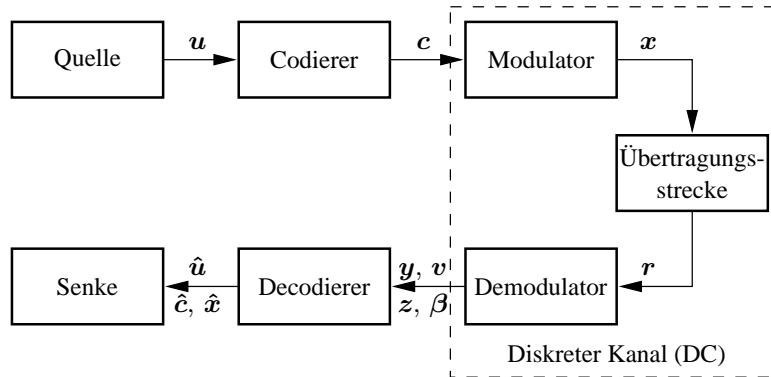 Quelle
u
Codierer
c
Modulator
x
Übertragungs-
strecke
Senke
û
ĉ, x̂
Decodierer
y, v
z, β
Demodulator
r
Diskreter Kanal (DC)